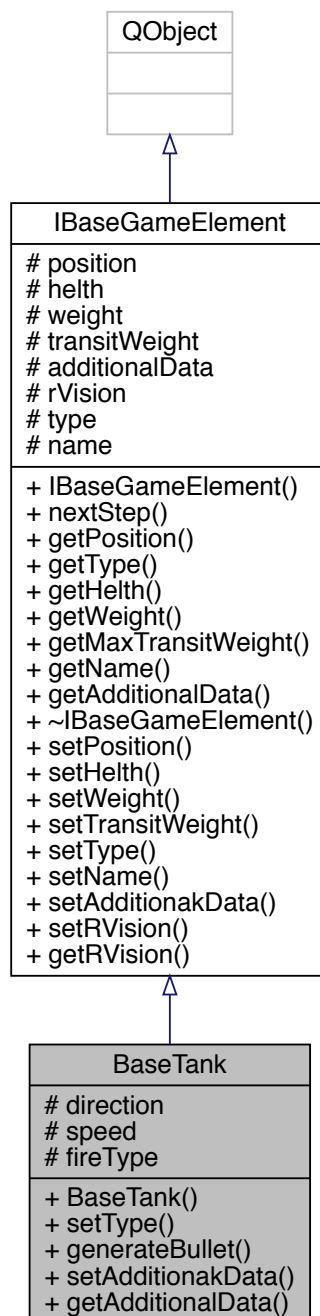 QObject
IBaseGameElement
# position
# helth
# weight
# transitWeight
# additionalData
# rVision
# type
# name
+ IBaseGameElement()
+ nextStep()
+ getPosition()
+ getType()
+ getHelth()
+ getWeight()
+ getMaxTransitWeight()
+ getName()
+ getAdditionalData()
+ ~IBaseGameElement()
+ setPosition()
+ setHelth()
+ setWeight()
+ setTransitWeight()
+ setType()
+ setName()
+ setAdditionakData()
+ setRVision()
+ getRVision()
BaseTank
# direction
# speed
# fireType
+ BaseTank()
+ setType()
+ generateBullet()
+ setAdditionakData()
+ getAdditionalData()